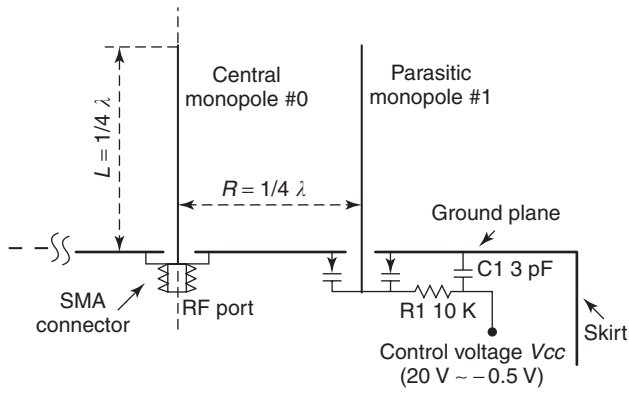 Central
monopole #0
Parasitic
monopole #1
L = 1/4 λ
R = 1/4 λ
Ground plane
C1 3 pF
SMA
connector
RF port
R1 10 K
Skirt
Control voltage Vcc
(20 V ~ – 0.5 V)